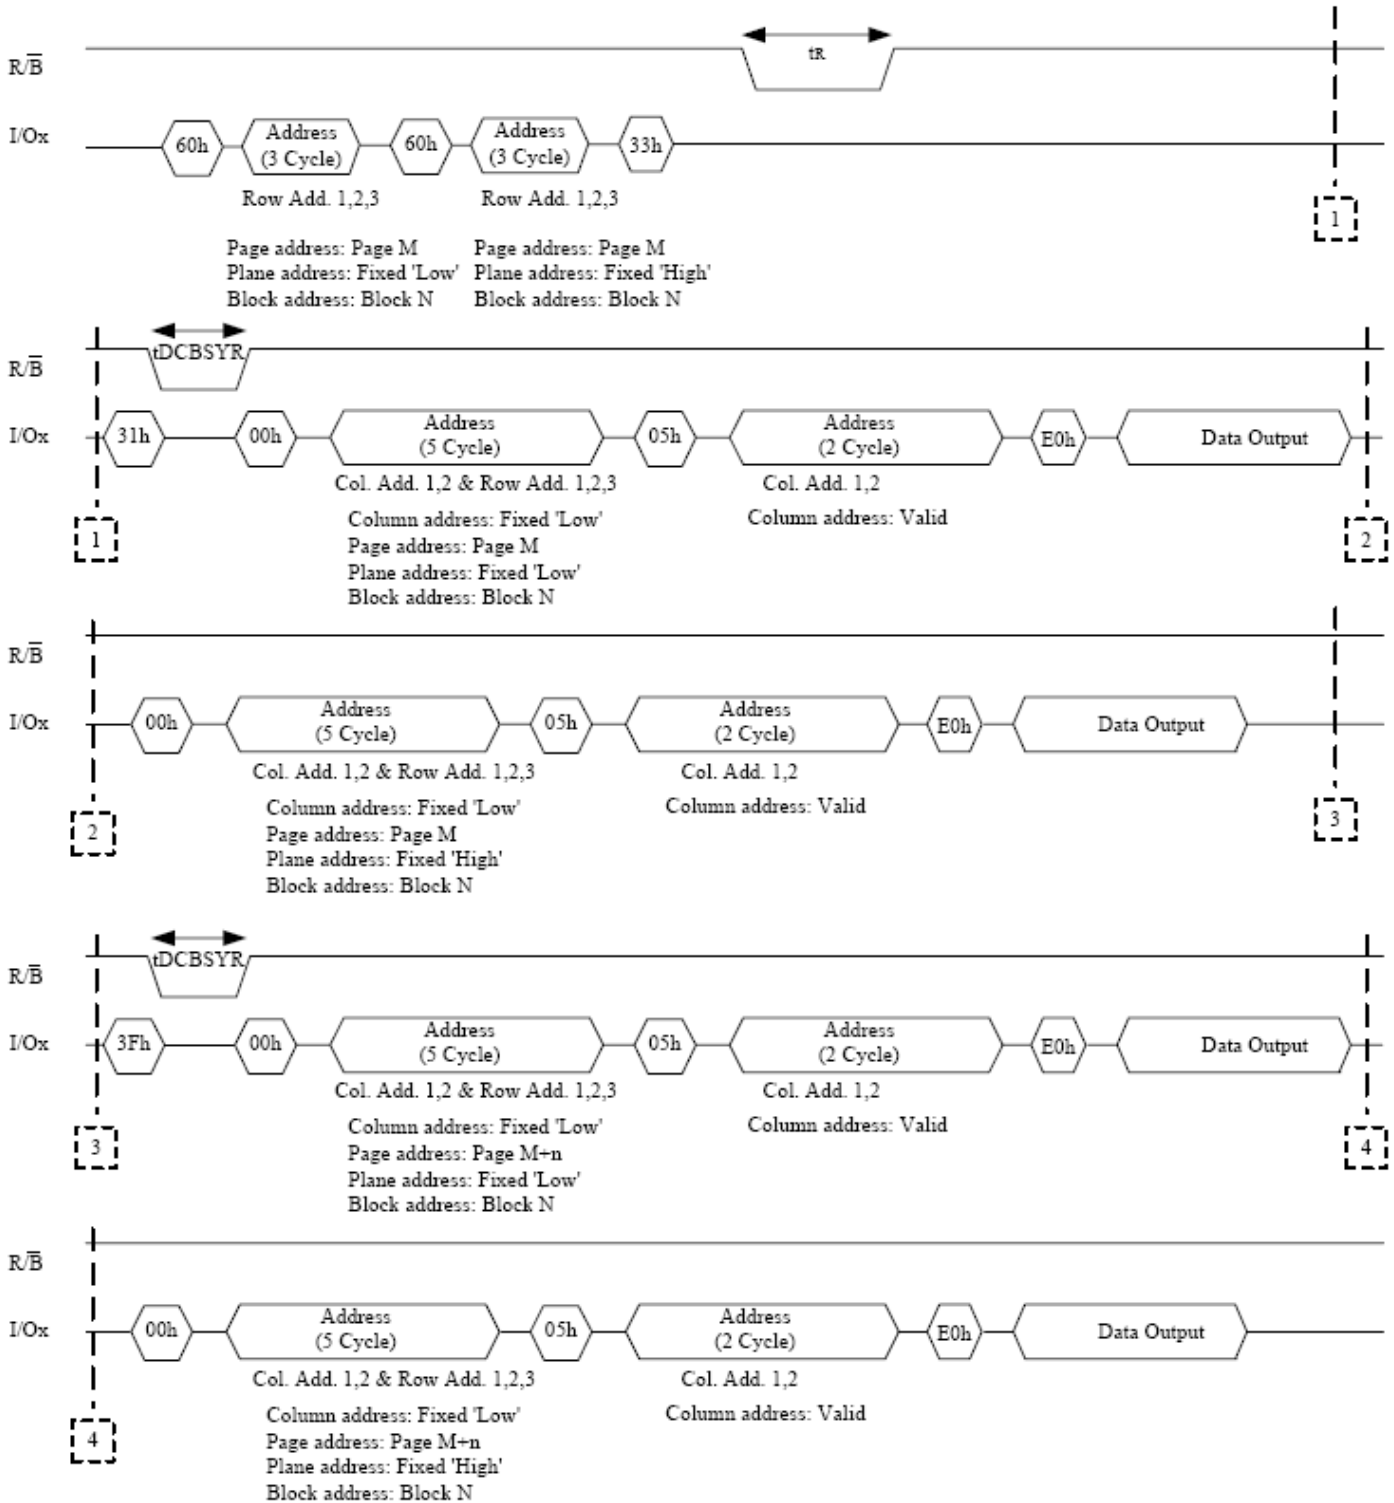 R/B̅
tR
I/Ox
60h
Address
(3 Cycle)
60h
Address
(3 Cycle)
33h
Row Add. 1,2,3
Row Add. 1,2,3
Page address: Page M
Plane address: Fixed 'Low'
Block address: Block N
Page address: Page M
Plane address: Fixed 'High'
Block address: Block N
1
R/B̅
tDCBSYR
I/Ox
31h
00h
Address
(5 Cycle)
05h
Address
(2 Cycle)
E0h
Data Output
Col. Add. 1,2 & Row Add. 1,2,3
Column address: Fixed 'Low'
Page address: Page M
Plane address: Fixed 'Low'
Block address: Block N
Col. Add. 1,2
Column address: Valid
1
2
R/B̅
I/Ox
00h
Address
(5 Cycle)
05h
Address
(2 Cycle)
E0h
Data Output
Col. Add. 1,2 & Row Add. 1,2,3
Column address: Fixed 'Low'
Page address: Page M
Plane address: Fixed 'High'
Block address: Block N
Col. Add. 1,2
Column address: Valid
2
3
R/B̅
tDCBSYR
I/Ox
3Fh
00h
Address
(5 Cycle)
05h
Address
(2 Cycle)
E0h
Data Output
Col. Add. 1,2 & Row Add. 1,2,3
Column address: Fixed 'Low'
Page address: Page M+n
Plane address: Fixed 'Low'
Block address: Block N
Col. Add. 1,2
Column address: Valid
3
4
R/B̅
I/Ox
00h
Address
(5 Cycle)
05h
Address
(2 Cycle)
E0h
Data Output
Col. Add. 1,2 & Row Add. 1,2,3
Column address: Fixed 'Low'
Page address: Page M+n
Plane address: Fixed 'High'
Block address: Block N
Col. Add. 1,2
Column address: Valid
4